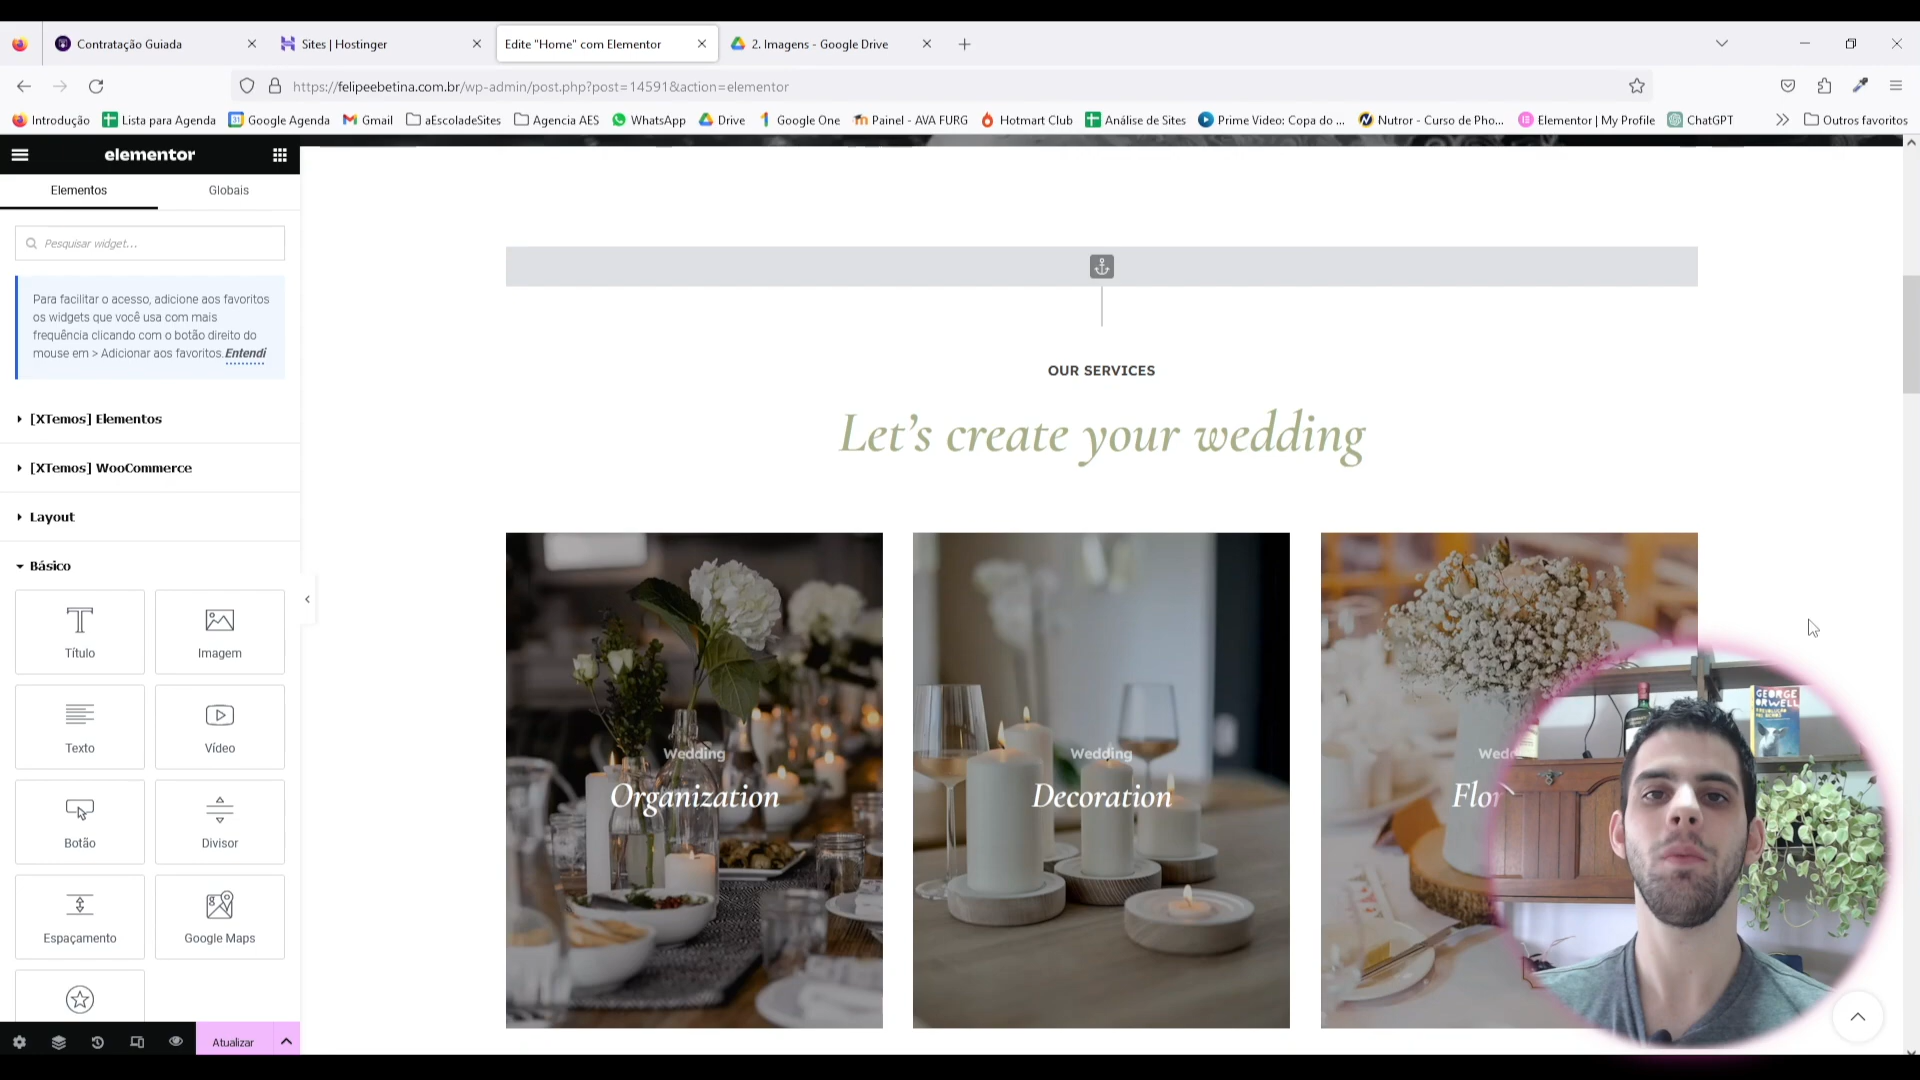 Contratação Guiada
Sites | Hostinger
Edite "Home" com Elementor
2. Imagens - Google Drive
https://felipeebetina.com.br/wp-admin/post.php?post=14591&action=elementor
Introdução
Lista para Agenda
Google Agenda
Gmail
aEscoladeSites
Agencia AES
WhatsApp
Drive
Google One
Painel - AVA FURG
Hotmart Club
Análise de Sites
Prime Video: Copa do ...
Nutror - Curso de Pho...
Elementor | My Profile
ChatGPT
Outros favoritos
elementor
Elementos
Globais
Pesquisar widget...
Para facilitar o acesso, adicione aos favoritos
os widgets que você usa com mais
frequência clicando com o botão direito do
mouse em > Adicionar aos favoritos. Entendi
[XTemos] Elementos
[XTemos] WooCommerce
Layout
Básico
Título
Imagem
Texto
Vídeo
Botão
Divisor
Espaçamento
Google Maps
Atualizar
OUR SERVICES
Let's create your wedding
Wedding
Organization
Wedding
Decoration
GEORGE
ORWELL